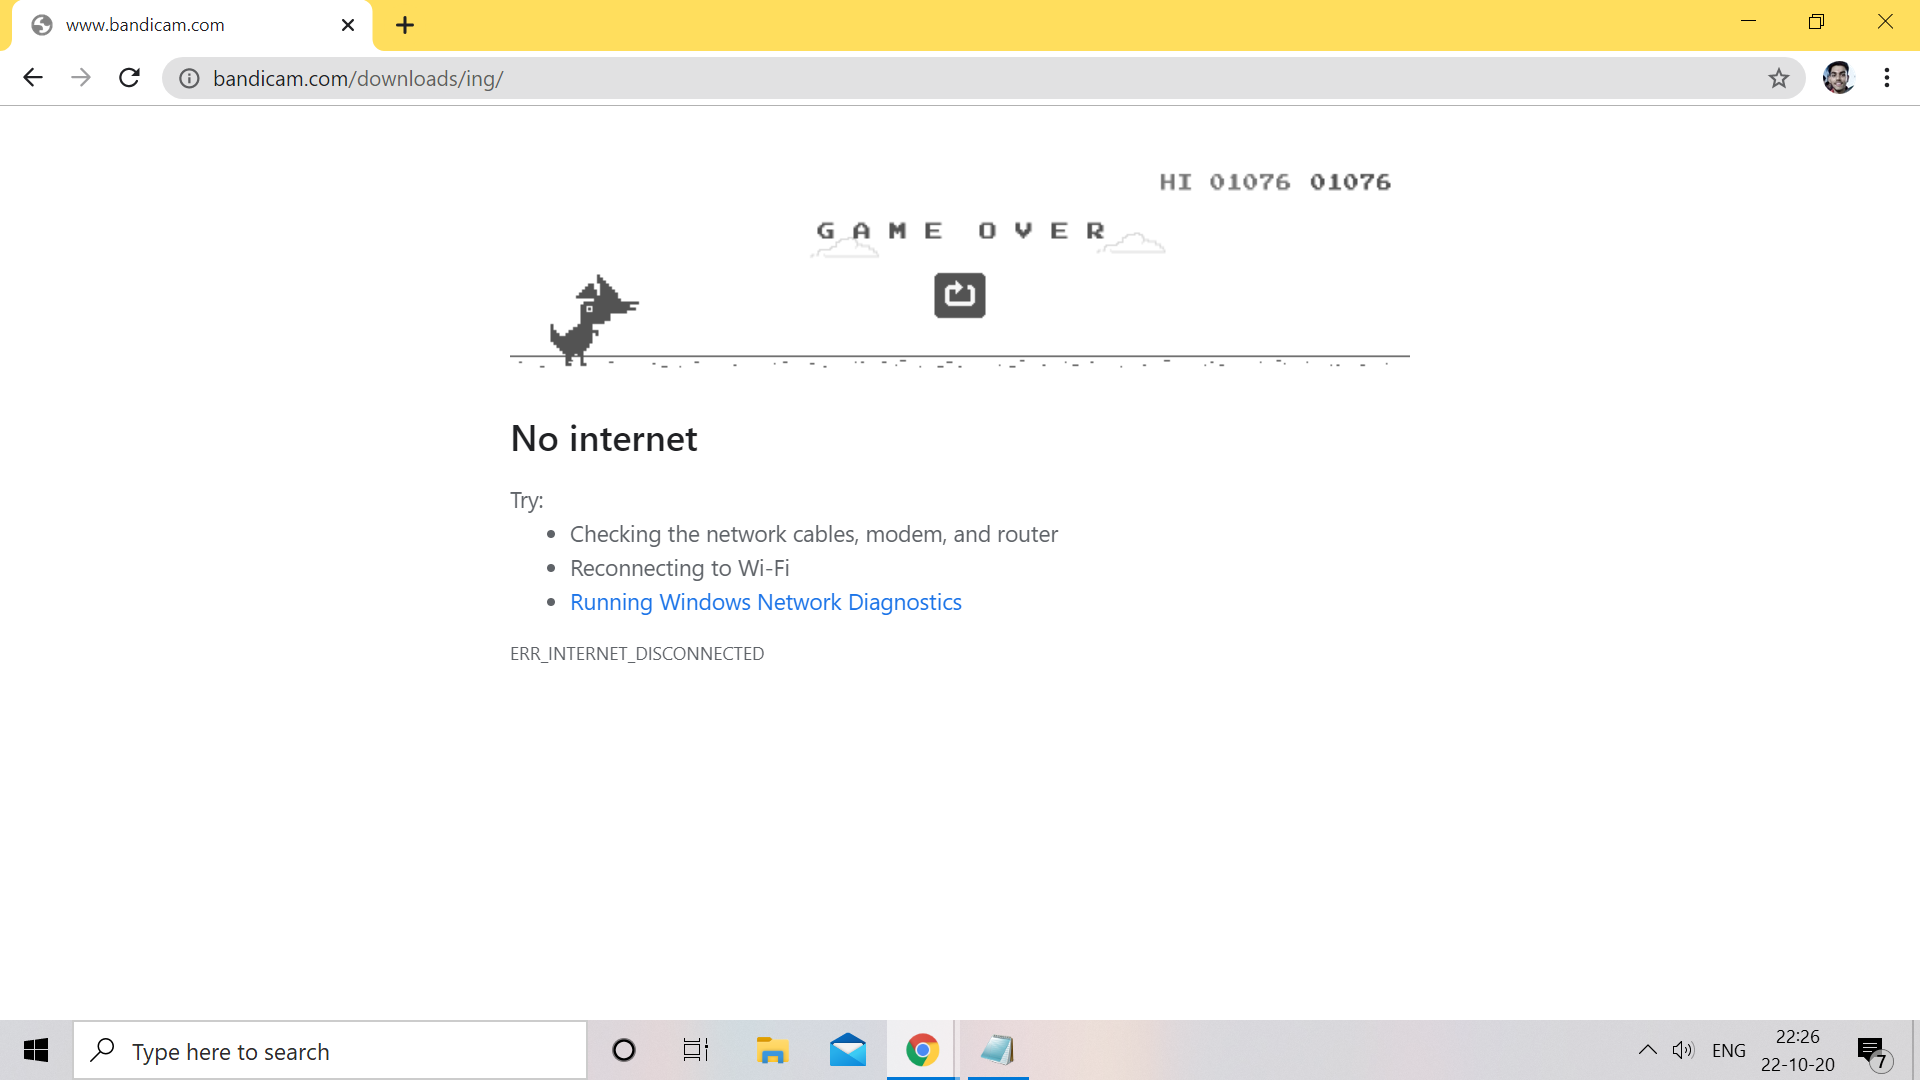 www.bandicam.com
bandicam.com/downloads/ing/
HI 01076 01076
GAME OVER
No internet
Try:
Checking the network cables, modem, and router
Reconnecting to Wi-Fi
Running Windows Network Diagnostics
ERR_INTERNET_DISCONNECTED
Type here to search
ENG
22:26
22-10-20
7